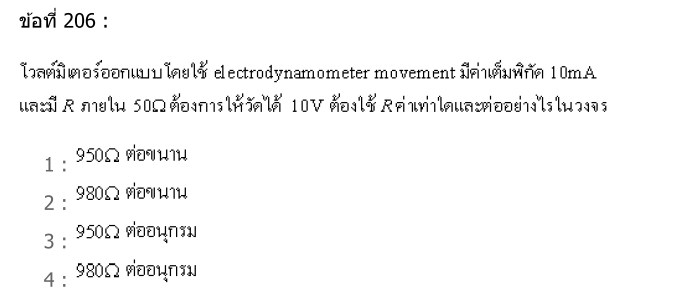 ข้อที่ 206 :
โวลต์มิเตอร์ออกแบบโดยใช้ electrodynamometer movement มีค่าเต็มพิกัด 10mA
และมี R ภายใน 50Ω ต้องการให้วัดได้ 10V ต้องใช้ R ค่าเท่าใดและต่ออย่างไรในวงจร
1 : 950Ω ต่อขนาน
2 : 980Ω ต่อขนาน
3 : 950Ω ต่ออนุกรม
4 : 980Ω ต่ออนุกรม